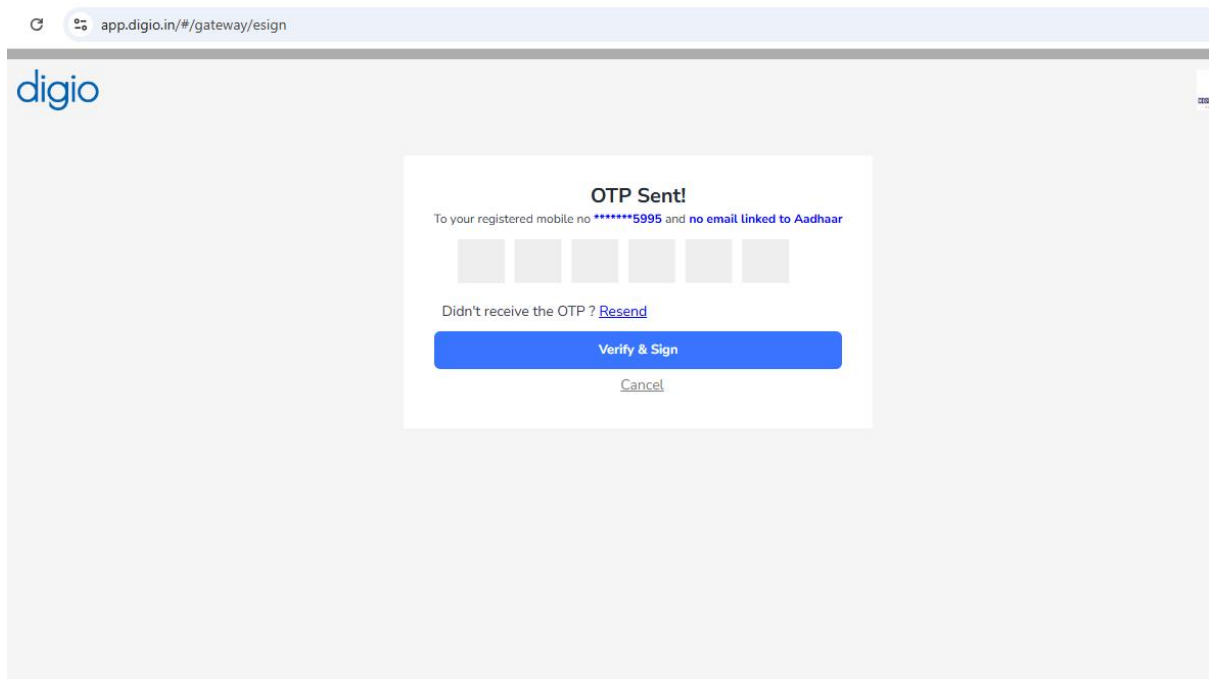 app.digio.in/#/gateway/esign
digio
OTP Sent!
To your registered mobile no *******5995 and no email linked to Aadhaar
Didn't receive the OTP ? Resend
Verify & Sign
Cancel